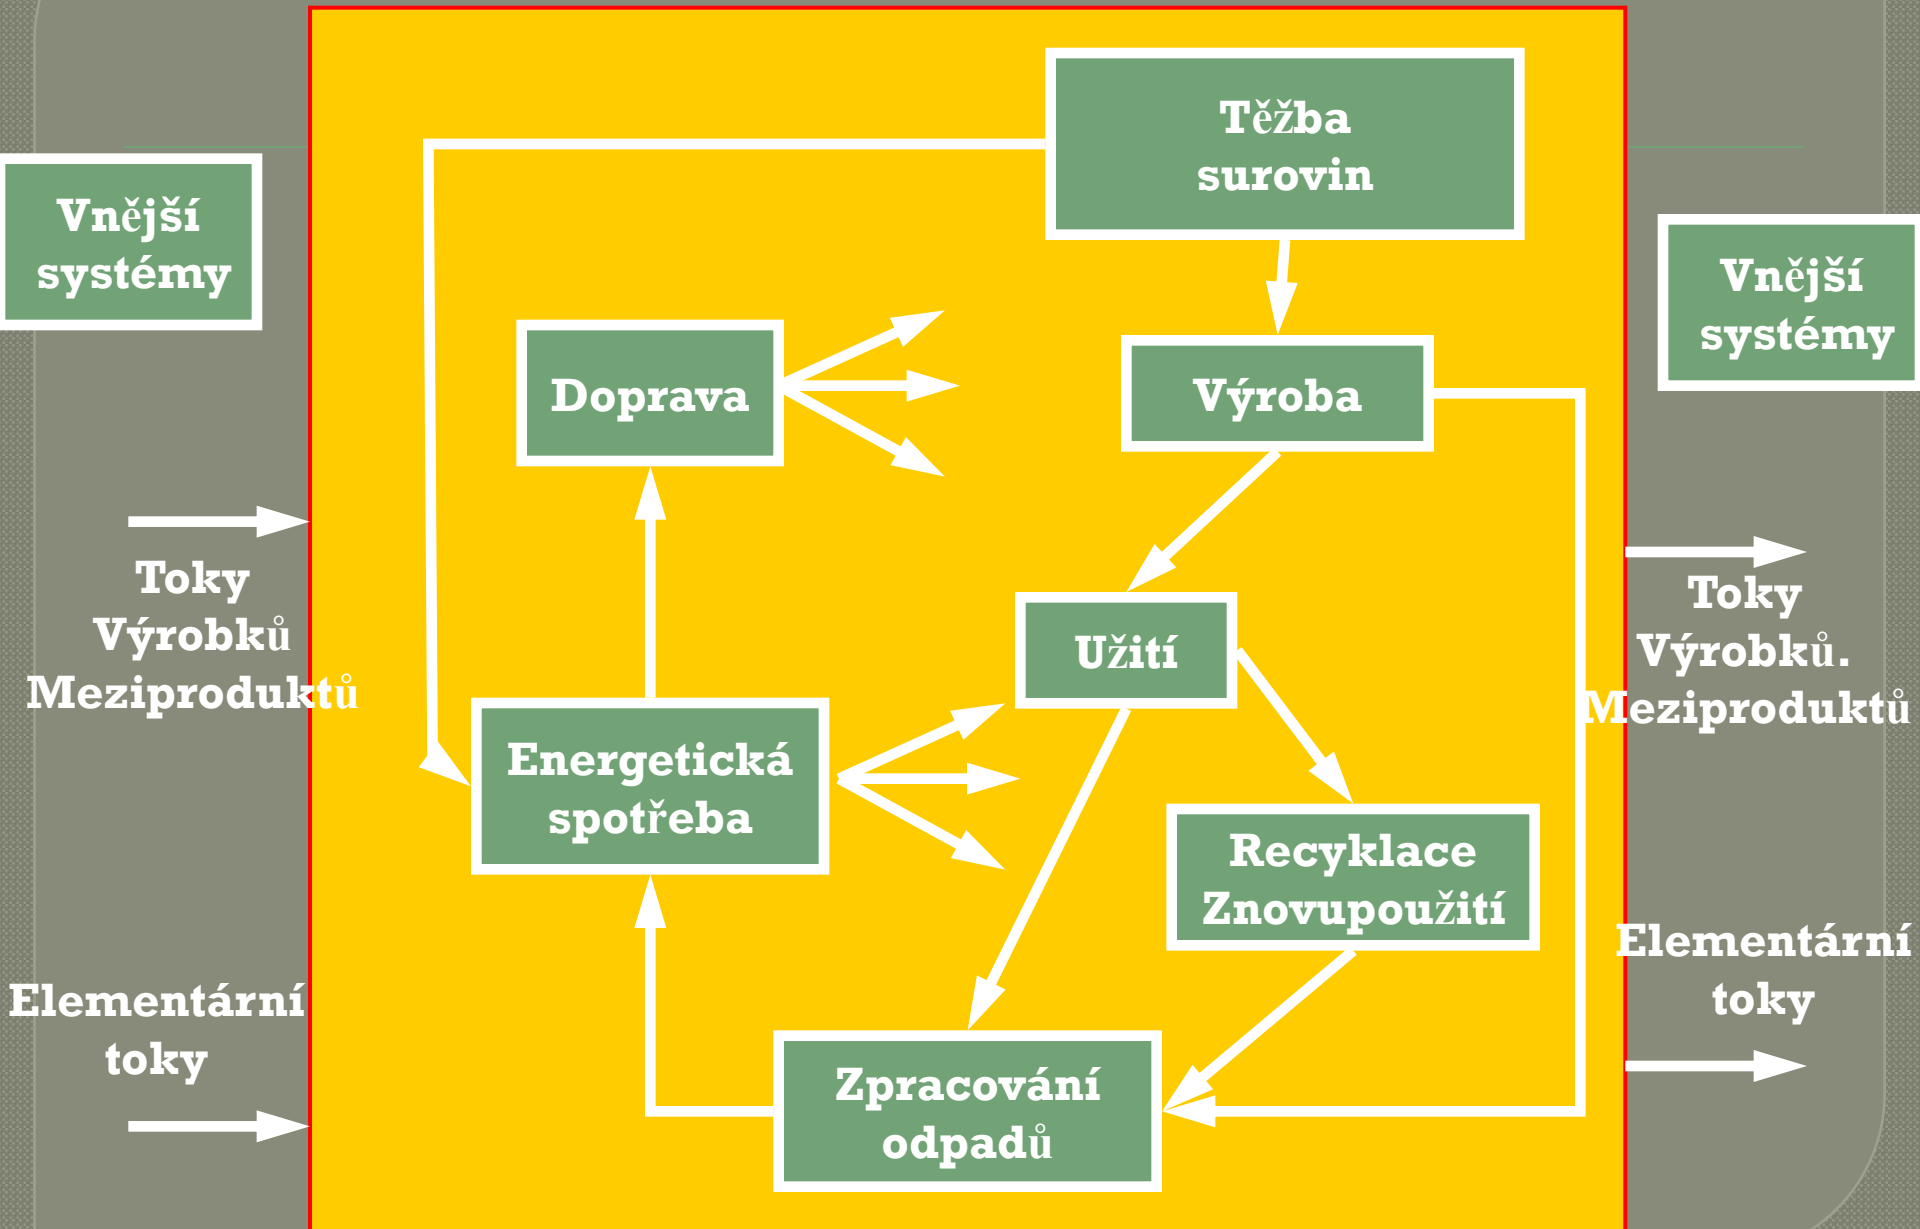 Těžba
surovin
Vnější
systémy
Vnější
systémy
Doprava
Výroba
Toky
Výrobků
Meziproduktů
Toky
Výrobků.
Meziproduktů
Užití
Energetická
spotřeba
Recyklace
Znovupoužití
Elementární
toky
Elementární
toky
Zpracování
odpadů